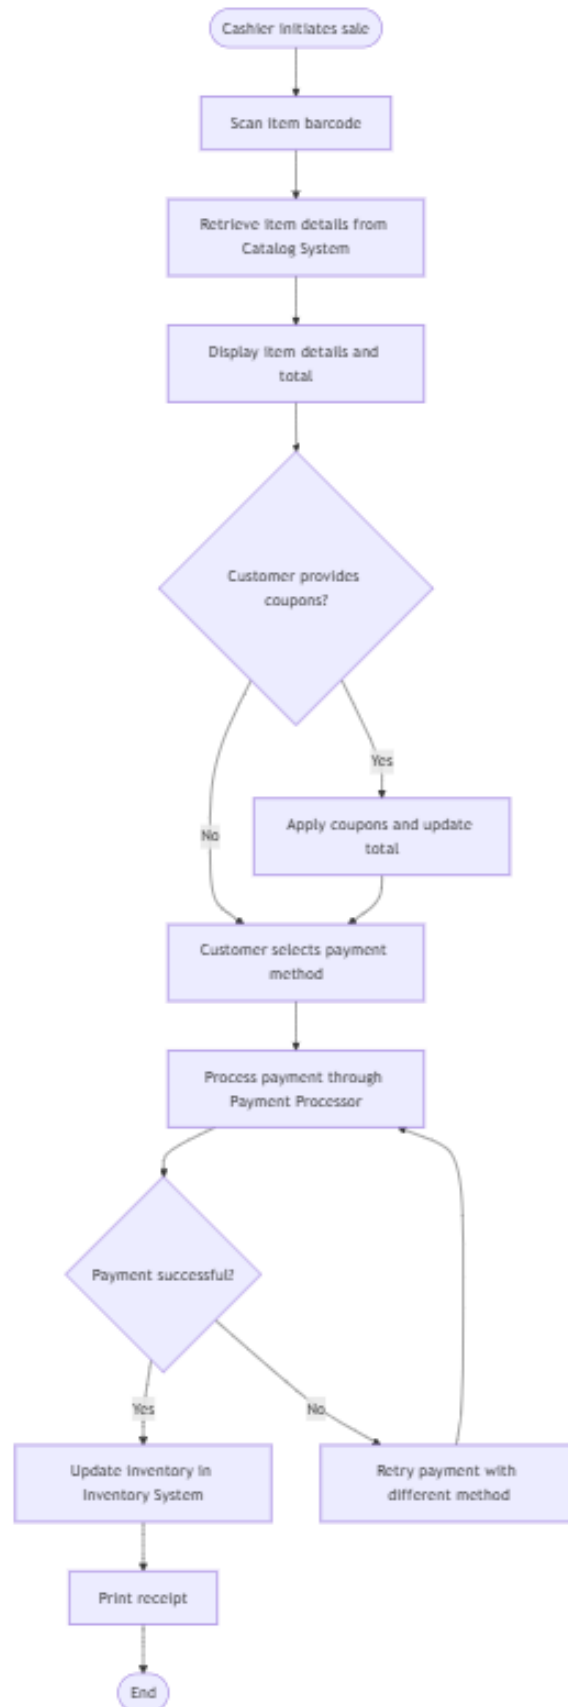 Cashier initiates sale
Scan item barcode
Retrieve item details from
Catalog System
Display item details and
total
Customer provides
coupons?
Yes
No
Apply coupons and update
total
Customer selects payment
method
Process payment through
Payment Processor
Payment successful?
Yes
No
Update inventory in
Inventory System
Retry payment with
different method
Print receipt
End